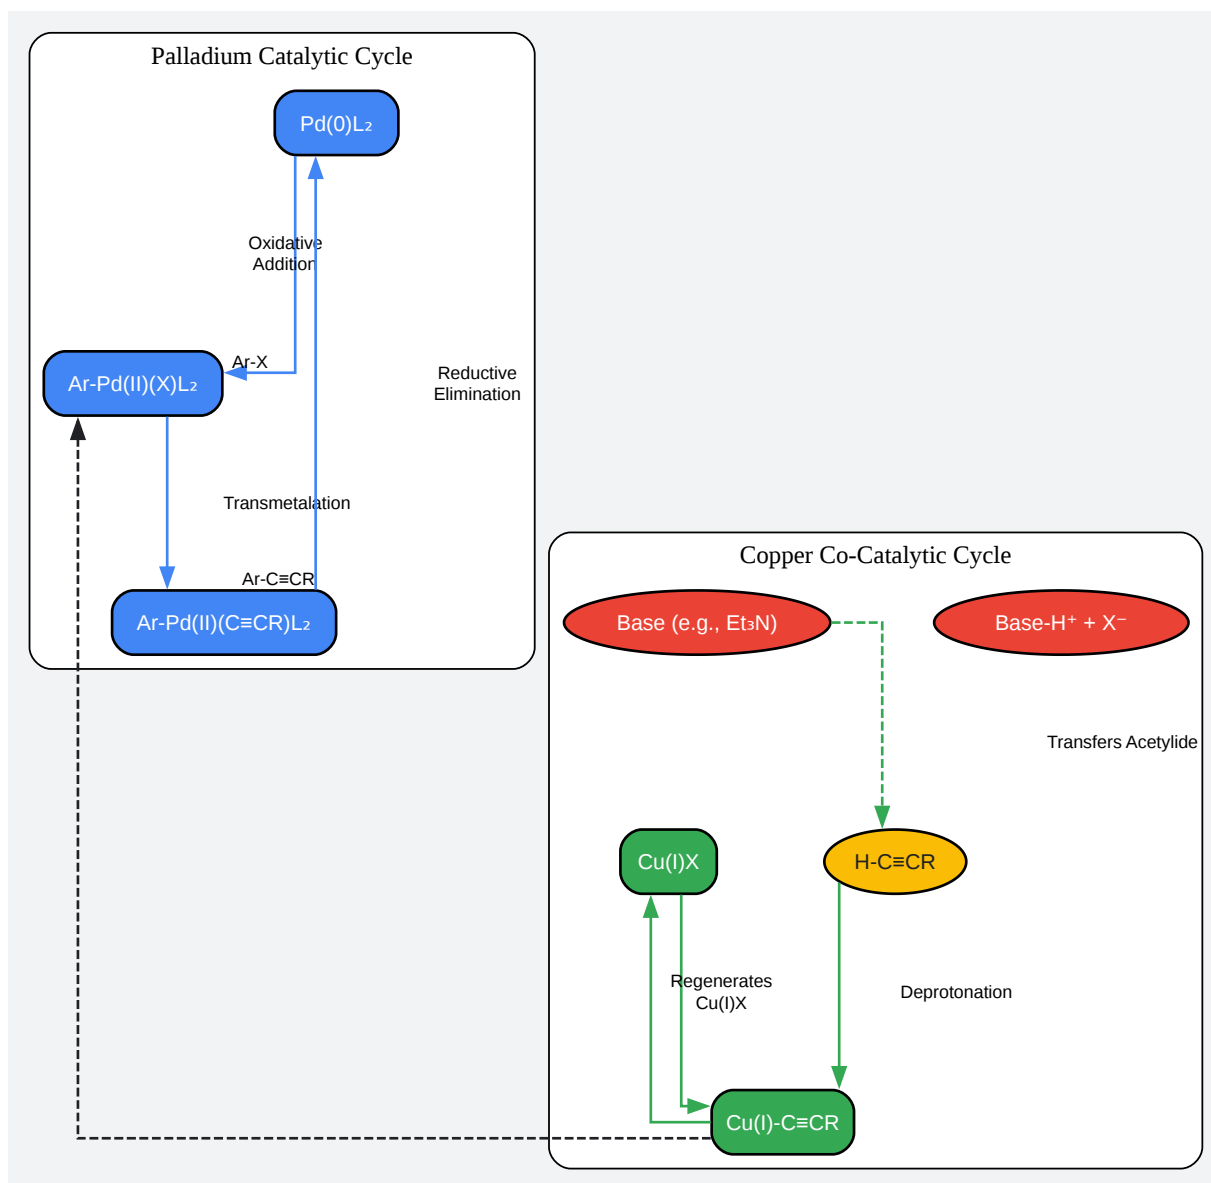 Palladium Catalytic Cycle
Pd(0)L₂
Oxidative
Addition
Ar-X
Ar-Pd(II)(X)L₂
Reductive
Elimination
Transmetalation
Ar-C≡CR
Ar-Pd(II)(C≡CR)L₂
Copper Co-Catalytic Cycle
Base (e.g., Et₃N)
Base-H⁺ + X⁻
Transfers Acetylide
Cu(I)X
H-C≡CR
Regenerates
Cu(I)X
Deprotonation
Cu(I)-C≡CR